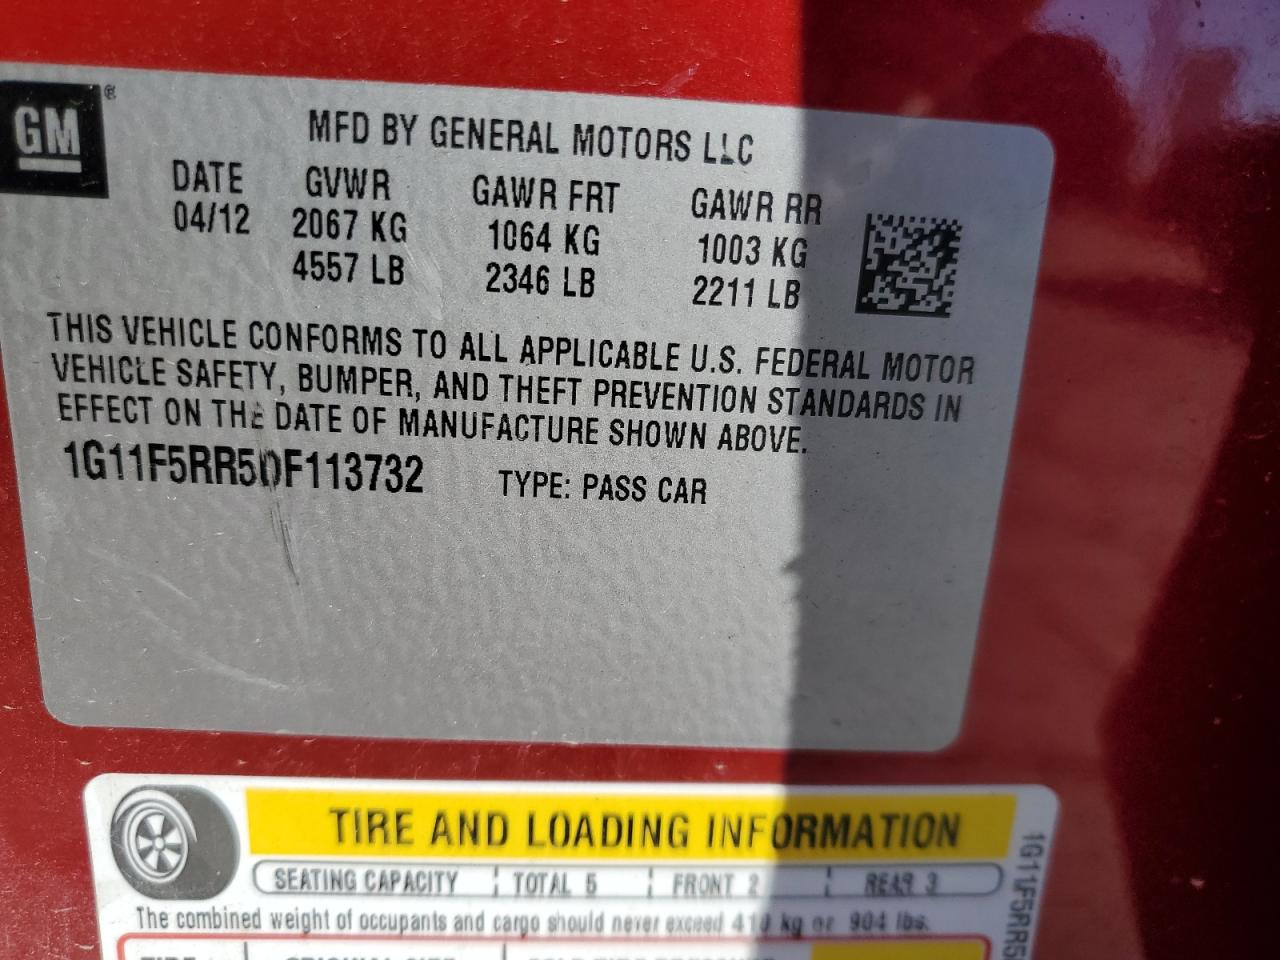 GM®
MFD BY GENERAL MOTORS LLC
DATE GVWR GAWR FRT GAWR RR
04/12 2067 KG 1064 KG 1003 KG
4557 LB 2346 LB 2211 LB
THIS VEHICLE CONFORMS TO ALL APPLICABLE U.S. FEDERAL MOTOR
VEHICLE SAFETY, BUMPER, AND THEFT PREVENTION STANDARDS IN
EFFECT ON THE DATE OF MANUFACTURE SHOWN ABOVE.
1G11F5RR5DF113732 TYPE: PASS CAR
TIRE AND LOADING INFORMATION
SEATING CAPACITY TOTAL 5 FRONT 2 REAR 3
The combined weight of occupants and cargo should never exceed 410 kg or 904 lbs.
1G11F5RR5